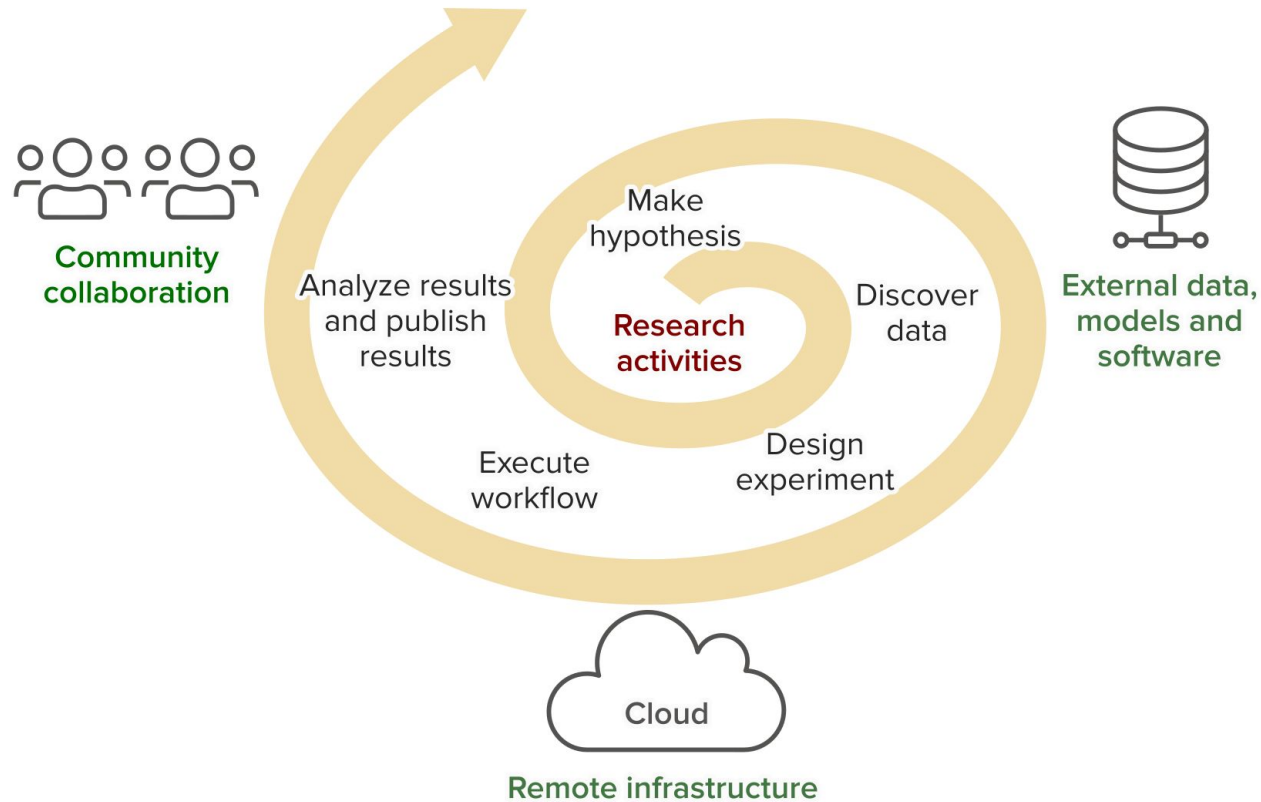 Make
hypothesis
Community
collaboration
Analyze results
and publish
results
Research
activities
Discover
data
External data,
models and
software
Design
experiment
Execute
workflow
Cloud
Remote infrastructure